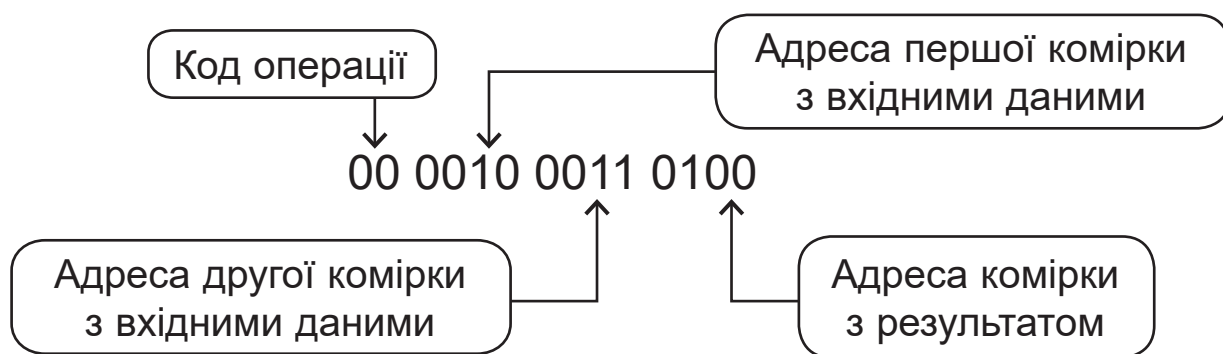 Код операції
Адреса першої комірки
з вхідними даними
00 0010 0011 0100
Адреса другої комірки
з вхідними даними
Адреса комірки
з результатом